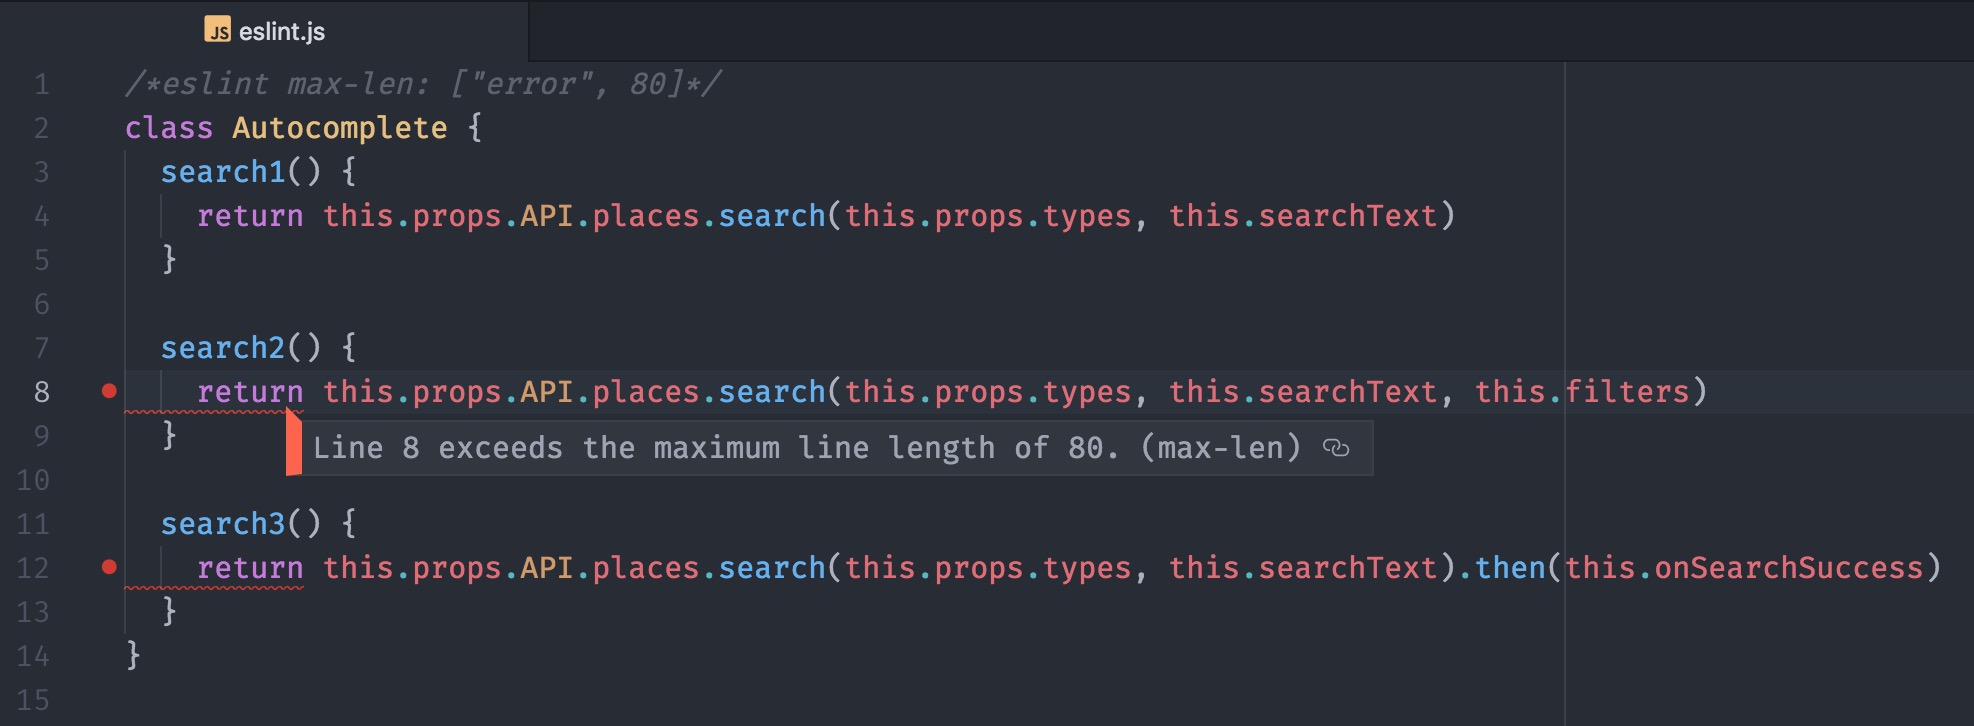 JS eslint.js
1 /*eslint max-len: ["error", 80]*/
2 class Autocomplete {
3   search1() {
4     return this.props.API.places.search(this.props.types, this.searchText)
5   }
6
7   search2() {
8     return this.props.API.places.search(this.props.types, this.searchText, this.filters)
9   }
Line 8 exceeds the maximum line length of 80. (max-len)
10
11   search3() {
12     return this.props.API.places.search(this.props.types, this.searchText).then(this.onSearchSuccess)
13   }
14 }
15